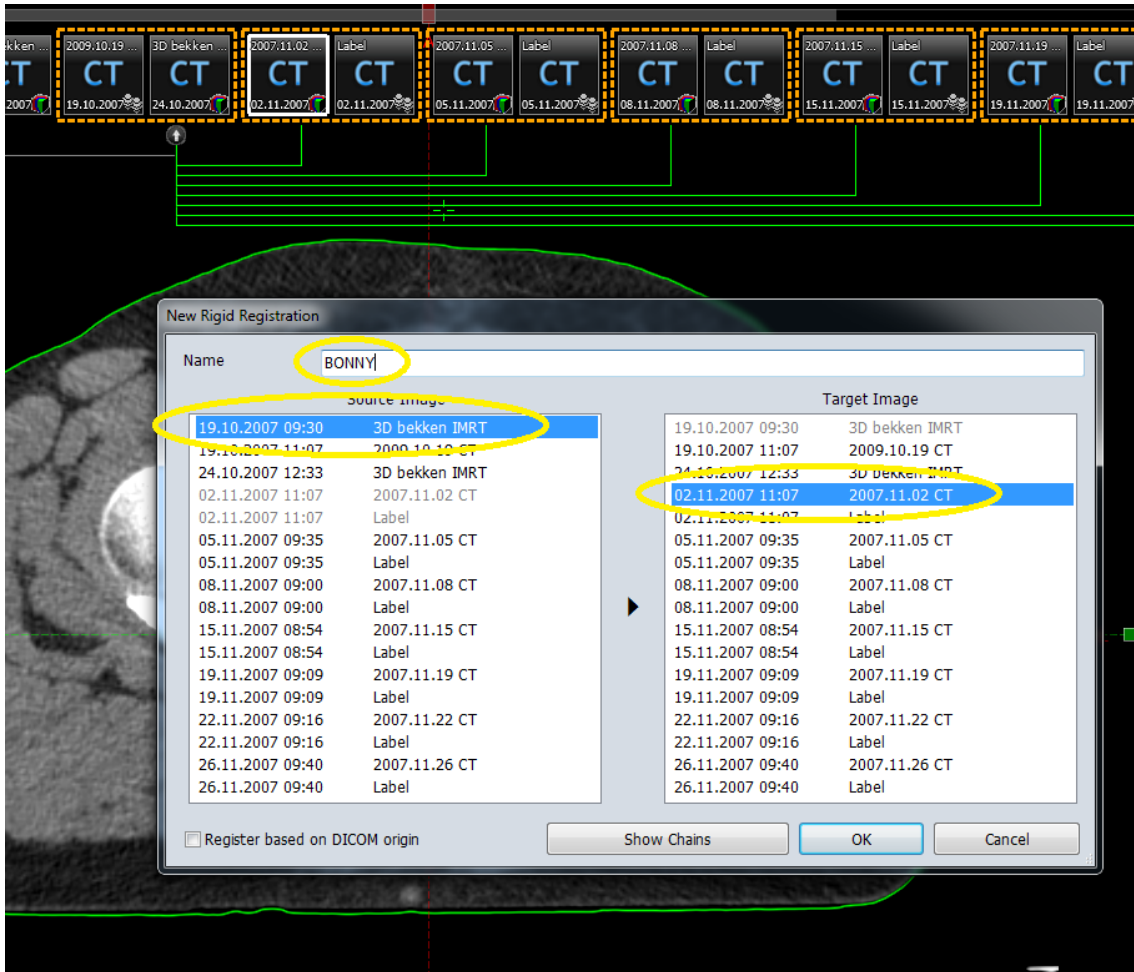 ekken ... 2009.10.19 ... 3D bekken ... 2007.11.02 ... Label 2007.11.05 ... Label 2007.11.08 ... Label 2007.11.15 ... Label 2007.11.19 ... Label
CT CT CT CT CT CT CT CT CT CT CT CT
2007 19.10.2007 24.10.2007 02.11.2007 02.11.2007 05.11.2007 05.11.2007 08.11.2007 08.11.2007 15.11.2007 15.11.2007 19.11.2007 19.11.2007
New Rigid Registration
Name BONNY
Source Image Target Image
19.10.2007 09:30 3D bekken IMRT 19.10.2007 09:30 3D bekken IMRT
19.10.2007 11:07 2009.10.19 CT 19.10.2007 11:07 2009.10.19 CT
24.10.2007 12:33 3D bekken IMRT 24.10.2007 12:33 3D bekken IMRT
02.11.2007 11:07 2007.11.02 CT 02.11.2007 11:07 2007.11.02 CT
02.11.2007 11:07 Label 02.11.2007 11:07 Label
05.11.2007 09:35 2007.11.05 CT 05.11.2007 09:35 2007.11.05 CT
05.11.2007 09:35 Label 05.11.2007 09:35 Label
08.11.2007 09:00 2007.11.08 CT 08.11.2007 09:00 2007.11.08 CT
08.11.2007 09:00 Label 08.11.2007 09:00 Label
15.11.2007 08:54 2007.11.15 CT 15.11.2007 08:54 2007.11.15 CT
15.11.2007 08:54 Label 15.11.2007 08:54 Label
19.11.2007 09:09 2007.11.19 CT 19.11.2007 09:09 2007.11.19 CT
19.11.2007 09:09 Label 19.11.2007 09:09 Label
22.11.2007 09:16 2007.11.22 CT 22.11.2007 09:16 2007.11.22 CT
22.11.2007 09:16 Label 22.11.2007 09:16 Label
26.11.2007 09:40 2007.11.26 CT 26.11.2007 09:40 2007.11.26 CT
26.11.2007 09:40 Label 26.11.2007 09:40 Label
Register based on DICOM origin Show Chains OK Cancel